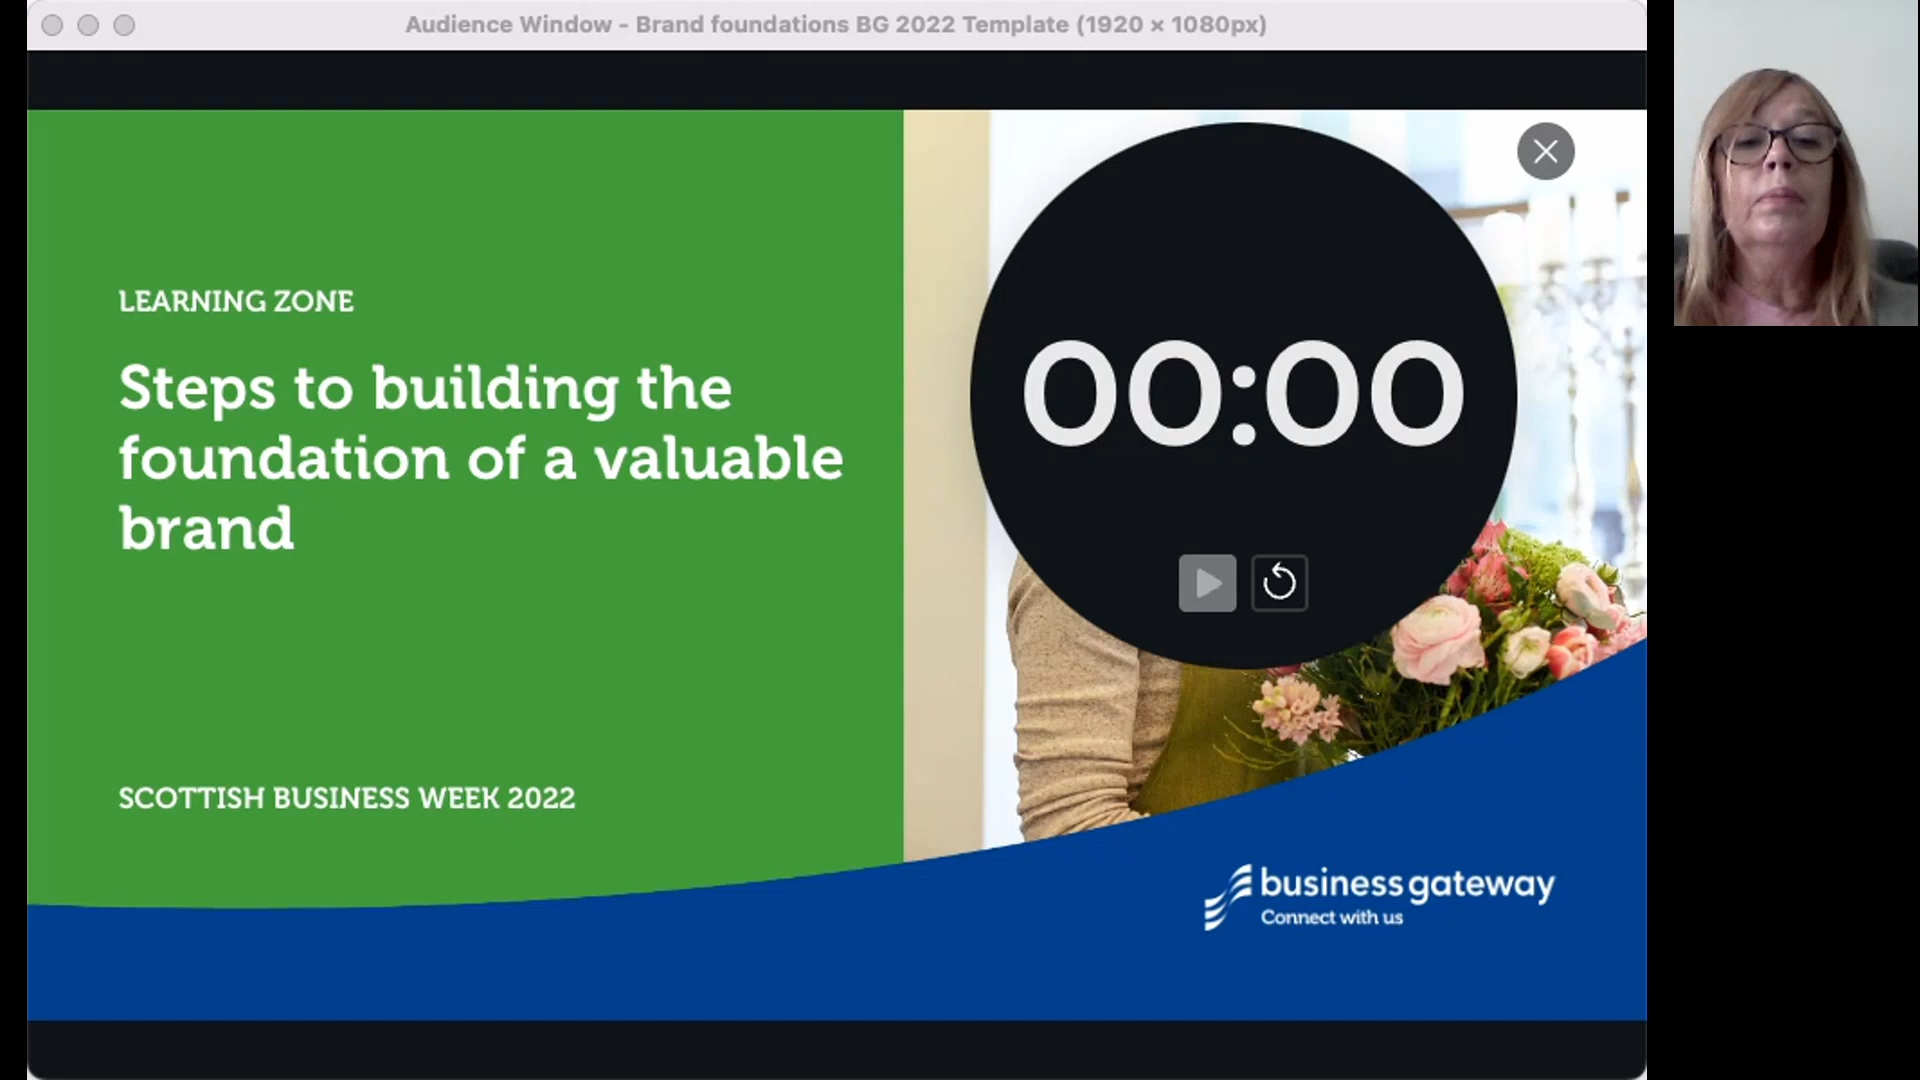 Audience Window - Brand foundations BG 2022 Template (1920 × 1080px)
LEARNING ZONE
Steps to building the
foundation of a valuable
brand
SCOTTISH BUSINESS WEEK 2022
00:00
business gateway
Connect with us